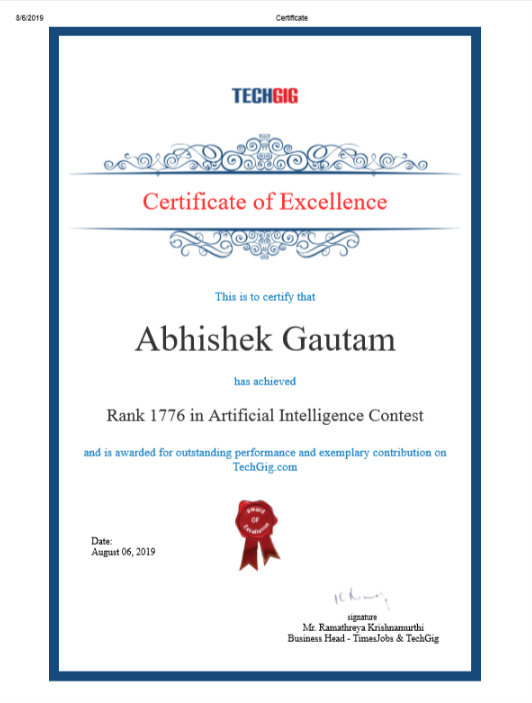 8/6/2019 Certificate
TECHGIG
Certificate of Excellence
This is to certify that
Abhishek Gautam
has achieved
Rank 1776 in Artificial Intelligence Contest
and is awarded for outstanding performance and exemplary contribution on
TechGig.com
award
OF
Excellence
Date:
August 06, 2019
signature
Mr. Ramathreya Krishnamurthi
Business Head - TimesJobs & TechGig